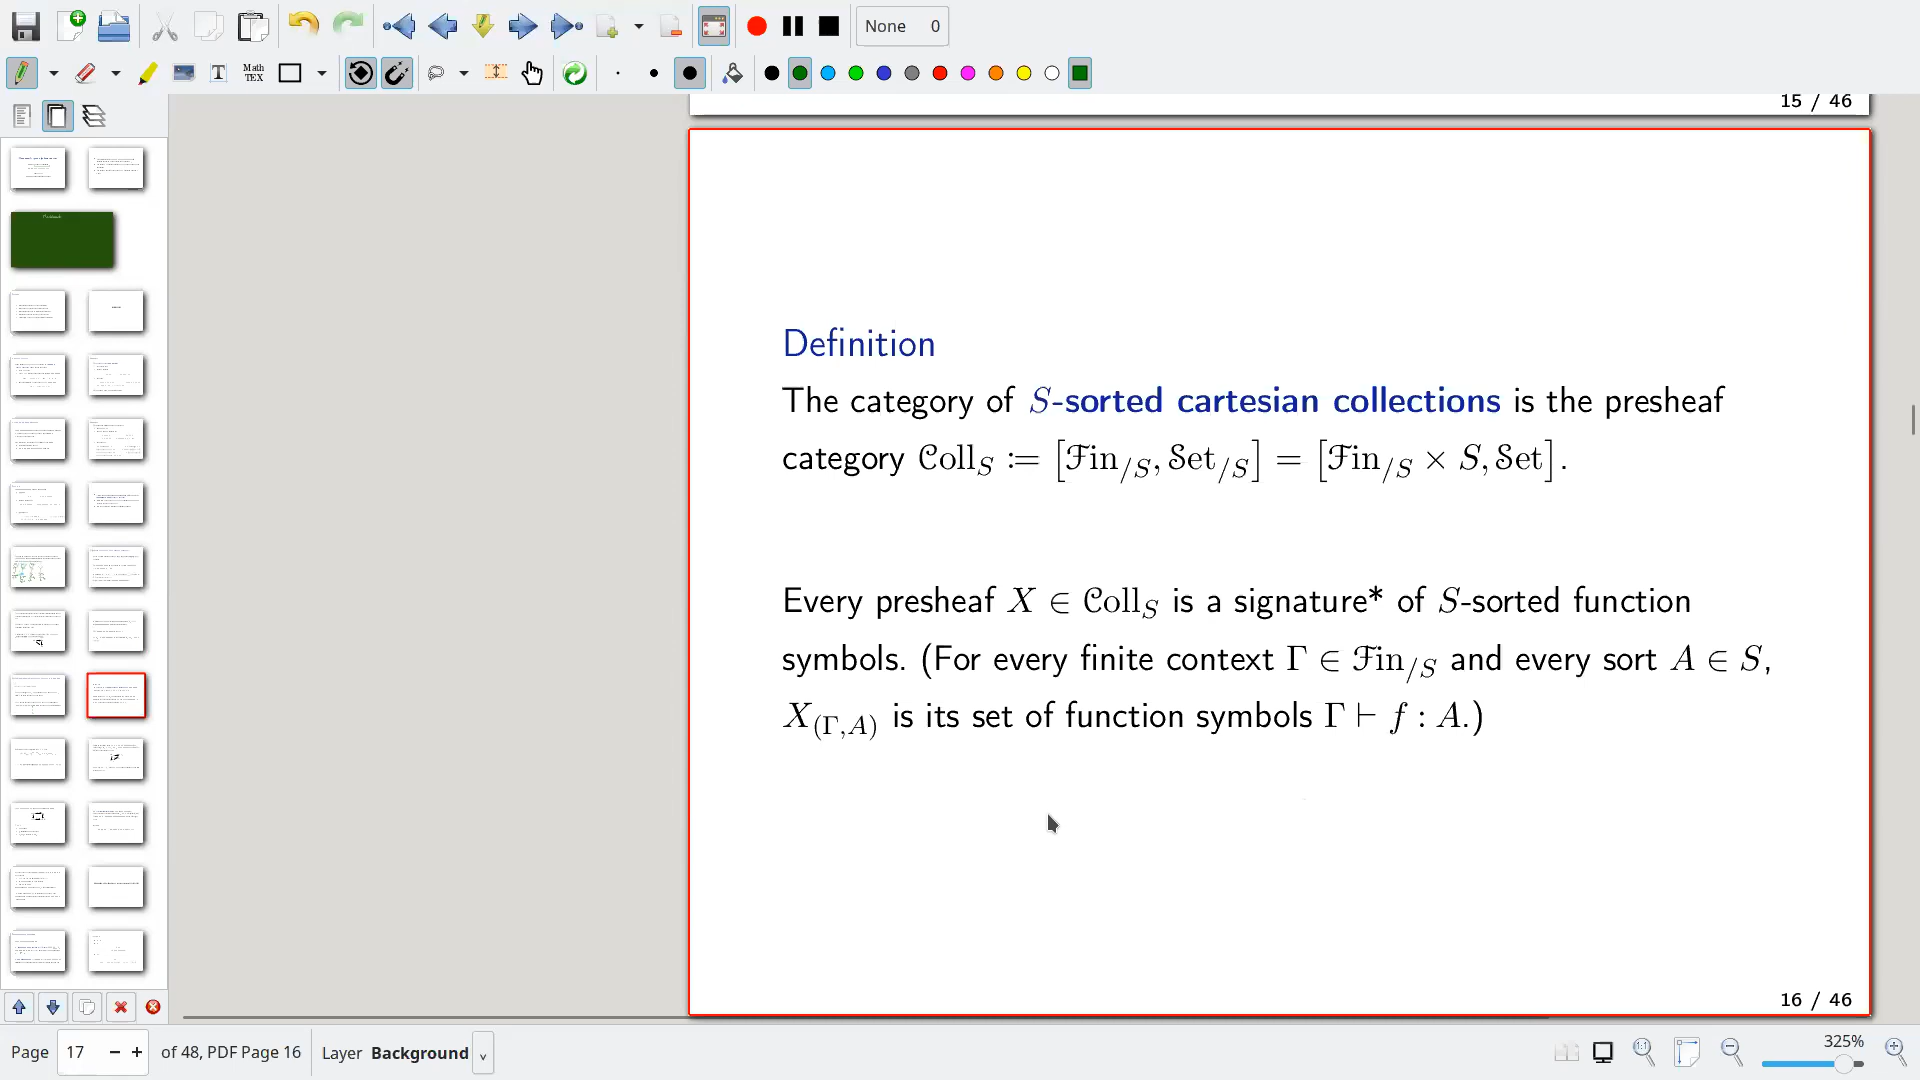 None 0
T
Math
TEX
15 / 46
Definition
The category of S-sorted cartesian collections is the presheaf
category Coll_S := [Fin_{/S}, Set_{/S}] = [Fin_{/S} × S, Set].
Every presheaf X ∈ Coll_S is a signature* of S-sorted function
symbols. (For every finite context Γ ∈ Fin_{/S} and every sort A ∈ S,
X_{(Γ,A)} is its set of function symbols Γ ⊢ f : A.)
16 / 46
Page 17 of 48, PDF Page 16 Layer Background
325%